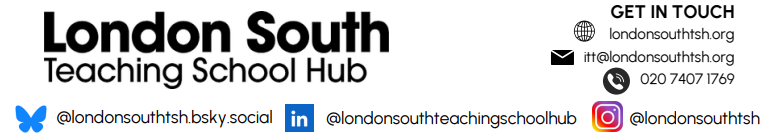 London South
Teaching School Hub
GET IN TOUCH
londonsouthtsh.org
itt@londonsouthtsh.org
020 7407 1769
@londonsouthtsh.bsky.social
in
@londonsouthteachingschoolhub
@londonsouthtsh